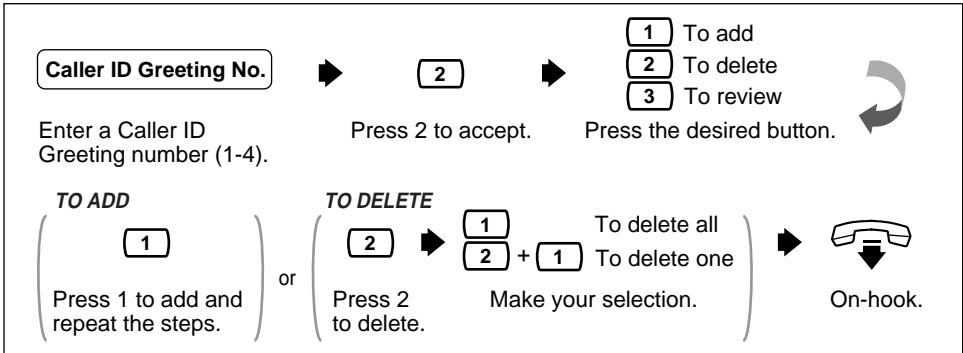 Caller ID Greeting No.
2
1 To add
2 To delete
3 To review
Enter a Caller ID
Greeting number (1-4).
Press 2 to accept.
Press the desired button.
TO ADD
1
Press 1 to add and
repeat the steps.
or
TO DELETE
2
Press 2
to delete.
1 To delete all
2 + 1 To delete one
Make your selection.
On-hook.